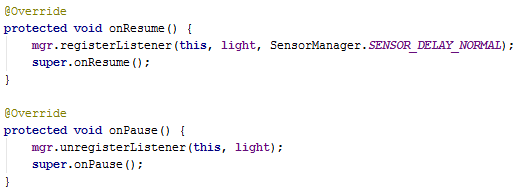 @Override
protected void onResume() {
    mgr.registerListener(this, light, SensorManager.SENSOR_DELAY_NORMAL);
    super.onResume();
}
@Override
protected void onPause() {
    mgr.unregisterListener(this, light);
    super.onPause();
}